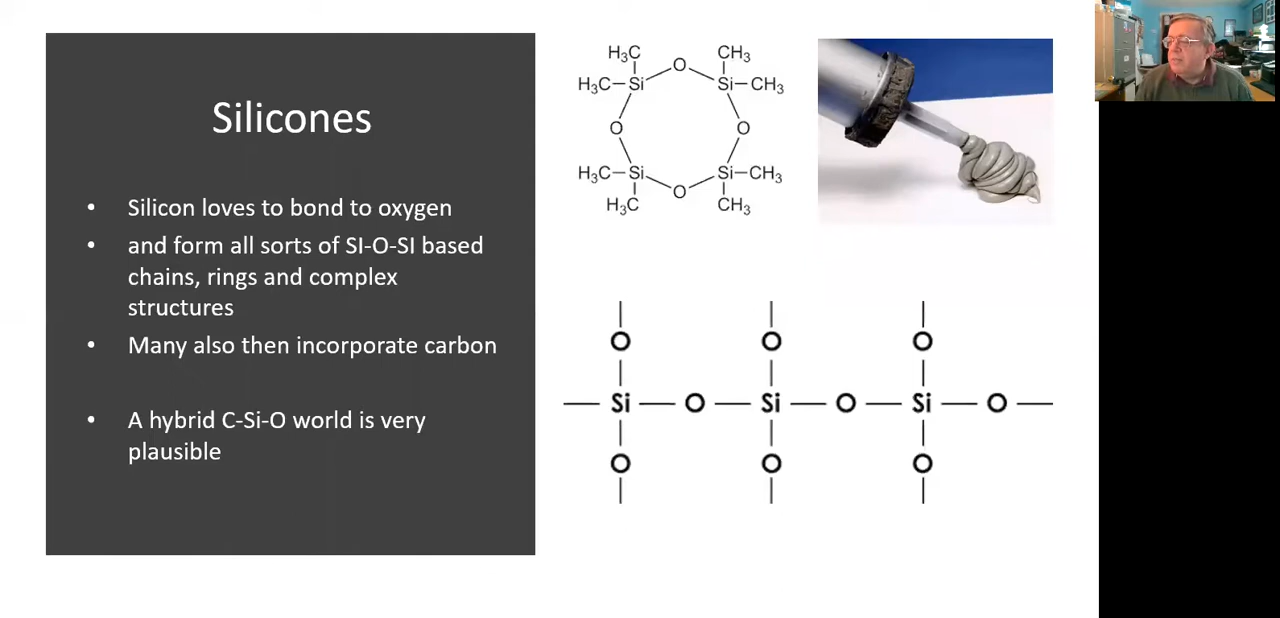 Silicones
• Silicon loves to bond to oxygen
• and form all sorts of SI-O-SI based
chains, rings and complex
structures
• Many also then incorporate carbon
• A hybrid C-Si-O world is very
plausible
H₃C CH₃
O
H₃C—Si Si—CH₃
O O
H₃C—Si Si—CH₃
O
H₃C CH₃
O O O
Si — O — Si — O — Si — O
O O O